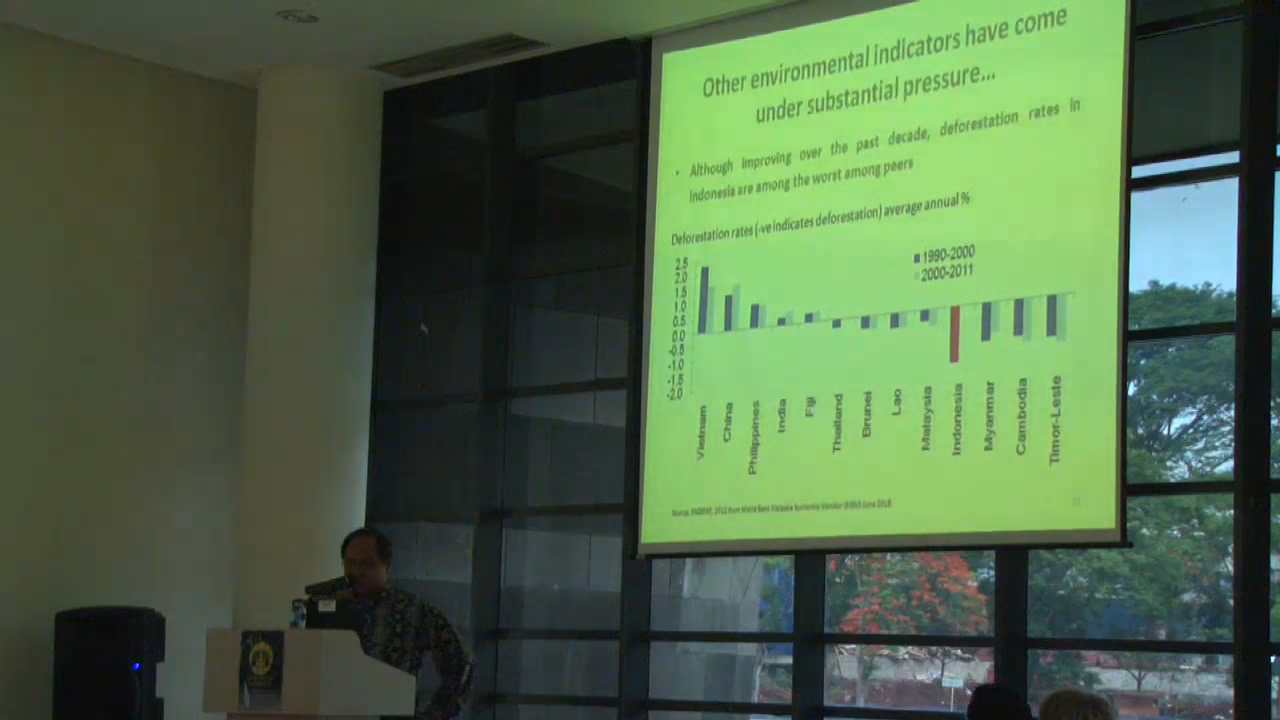 Other environmental indicators have come
under substantial pressure...
• Although improving over the past decade, deforestation rates in
Indonesia are among the worst among peers
Deforestation rates (-ve indicates deforestation) average annual %
1990-2000
2000-2011
2.5
2.0
1.5
1.0
0.5
0.0
-0.5
-1.0
-1.5
-2.0
Vietnam
China
Philippines
India
Fiji
Thailand
Brunei
Lao
Malaysia
Indonesia
Myanmar
Cambodia
Timor-Leste